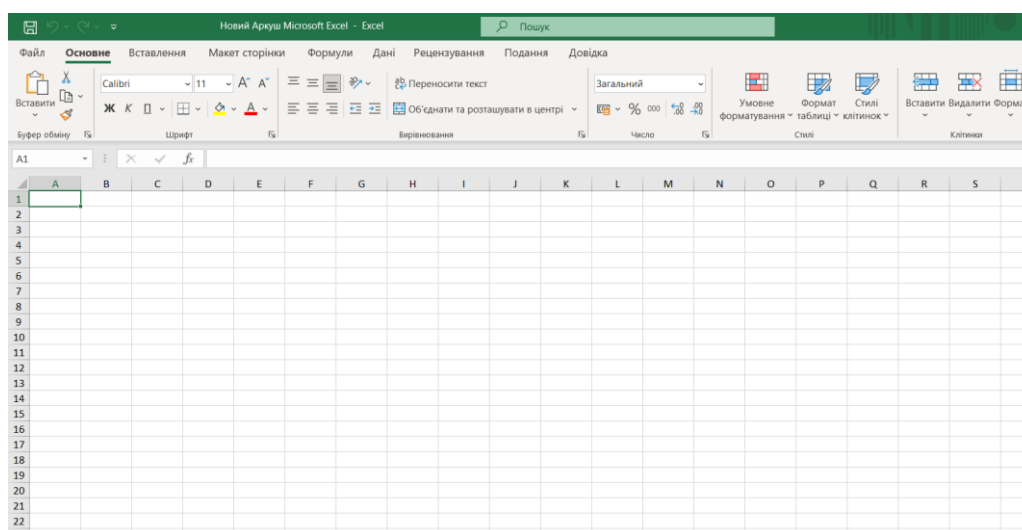 Новий Аркуш Microsoft Excel - Excel
Пошук
Файл Основне Вставлення Макет сторінки Формули Дані Рецензування Подання Довідка
Вставити
Calibri 11
Ж К П
Переносити текст
Об'єднати та розташувати в центрі
Загальний
% 000
Умовне форматування
Формат таблиці
Стилі клітинок
Вставити Видалити Форма
Буфер обміну Шрифт Вирівнювання Число Стилі Клітинки
A1 fx
A B C D E F G H I J K L M N O P Q R S
1
2
3
4
5
6
7
8
9
10
11
12
13
14
15
16
17
18
19
20
21
22